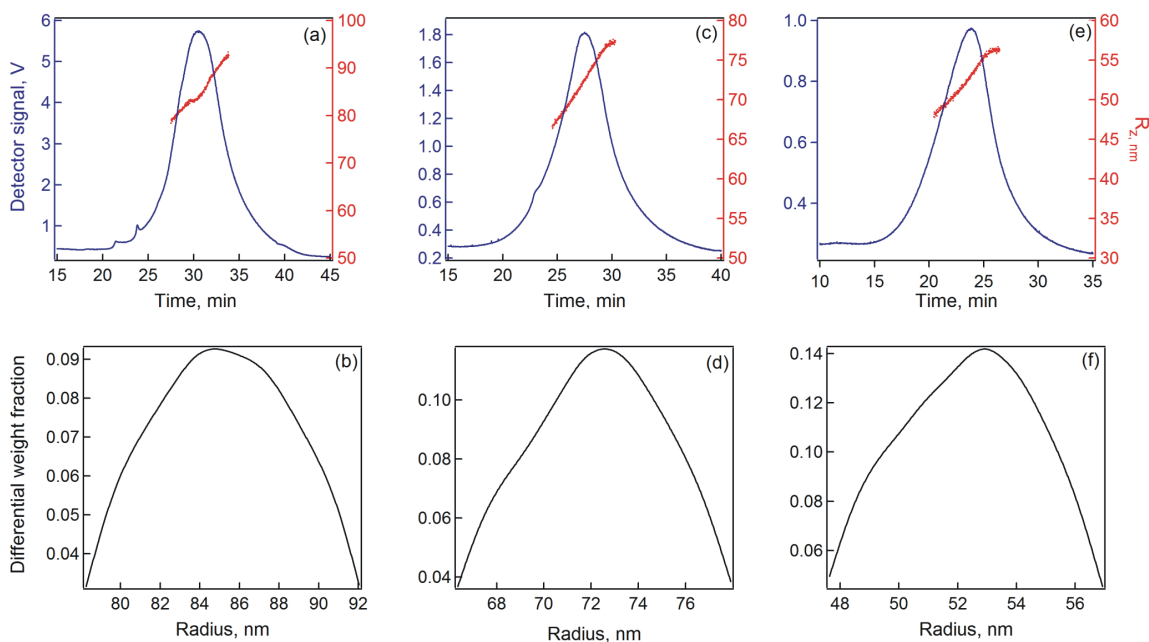 Detector signal, V
6
5
4
3
2
1
(a)
100
90
80
70
60
50
15 20 25 30 35 40 45
Time, min
1.8
1.6
1.4
1.2
1.0
0.8
0.6
0.4
0.2
(c)
80
75
70
65
60
55
50
15 20 25 30 35 40
Time, min
1.0
0.8
0.6
0.4
(e)
60
55
50
45
40
35
30
Rz, nm
10 15 20 25 30 35
Time, min
Differential weight fraction
0.09
0.08
0.07
0.06
0.05
0.04
(b)
80 82 84 86 88 90 92
Radius, nm
0.10
0.08
0.06
0.04
(d)
68 70 72 74 76
Radius, nm
0.14
0.12
0.10
0.08
0.06
(f)
48 50 52 54 56
Radius, nm